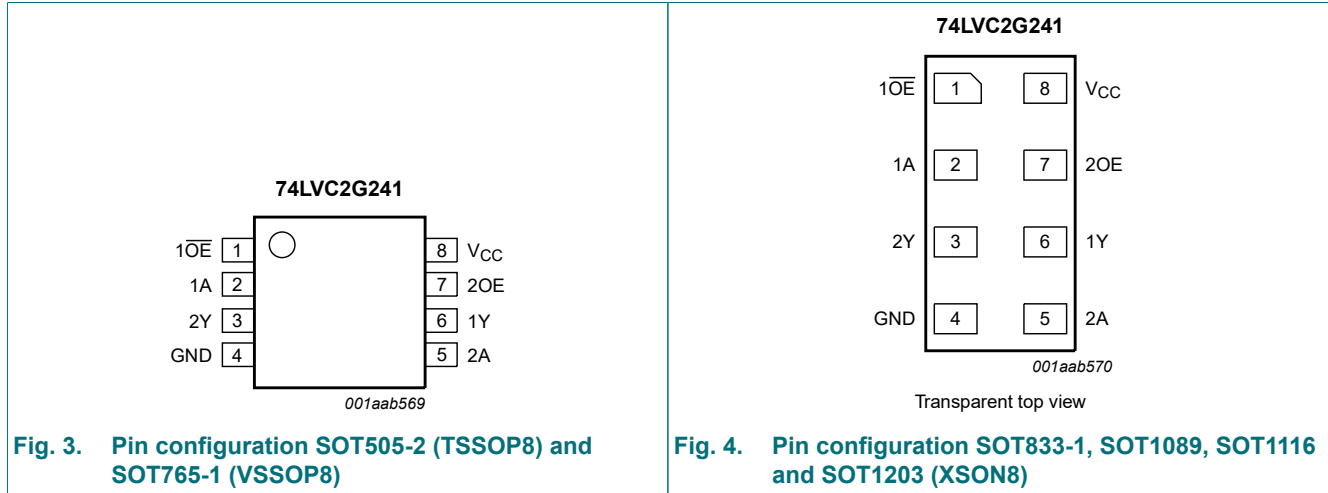 74LVC2G241
1O̅E̅ 1
1A 2
2Y 3
GND 4
8 VCC
7 2OE
6 1Y
5 2A
001aab569
Fig. 3. Pin configuration SOT505-2 (TSSOP8) and
SOT765-1 (VSSOP8)
74LVC2G241
1O̅E̅ 1 8 VCC
1A 2 7 2OE
2Y 3 6 1Y
GND 4 5 2A
001aab570
Transparent top view
Fig. 4. Pin configuration SOT833-1, SOT1089, SOT1116
and SOT1203 (XSON8)